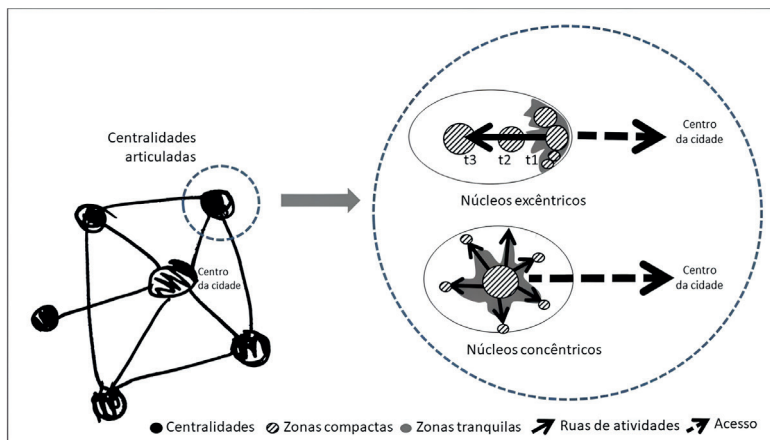 Centralidades
articuladas
Centro
da cidade
t3
t2
t1
Centro
da cidade
Núcleos excêntricos
Centro
da cidade
Núcleos concêntricos
Centralidades
Zonas compactas
Zonas tranquilas
Ruas de atividades
Acesso